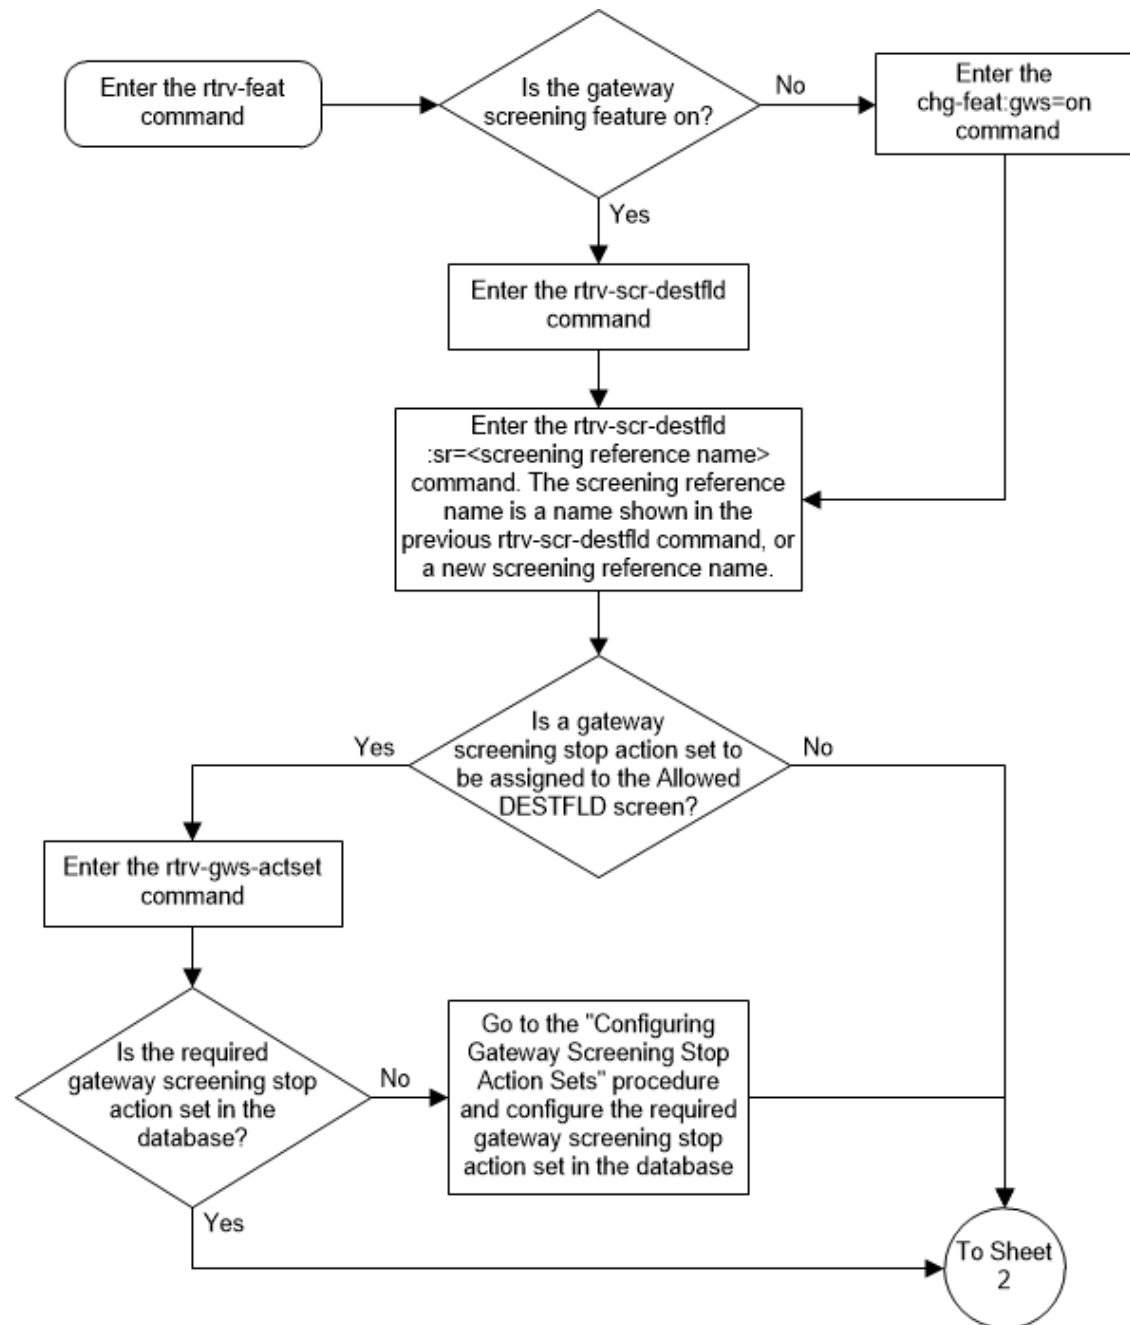 Enter the rtrv-feat
command
Is the gateway
screening feature on?
No
Enter the
chg-feat:gws=on
command
Yes
Enter the rtrv-scr-destfld
command
Enter the rtrv-scr-destfld
:sr=<screening reference name>
command. The screening reference
name is a name shown in the
previous rtrv-scr-destfld command, or
a new screening reference name.
Is a gateway
screening stop action set to
be assigned to the Allowed
DESTFLD screen?
Yes
No
Enter the rtrv-gws-actset
command
Is the required
gateway screening stop
action set in the
database?
No
Go to the "Configuring
Gateway Screening Stop
Action Sets" procedure
and configure the required
gateway screening stop
action set in the database
Yes
To Sheet
2